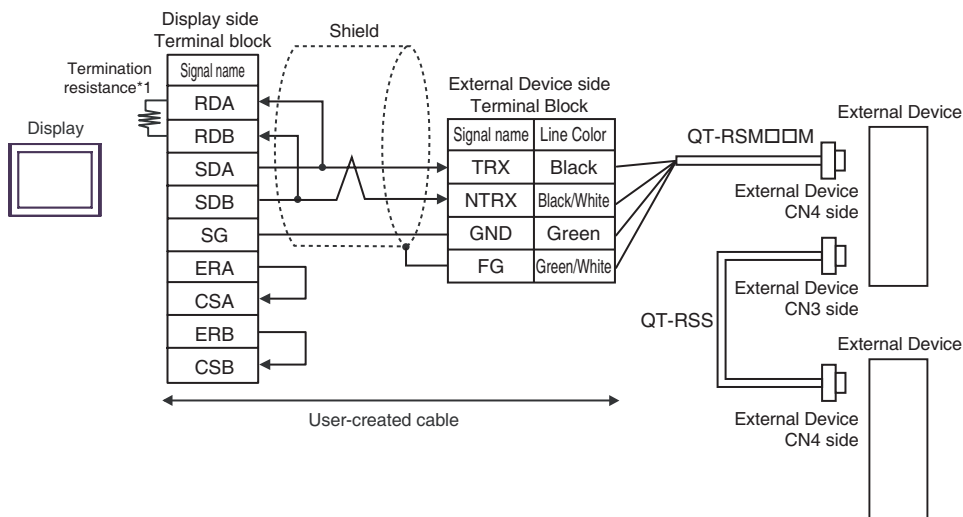 Display side
Terminal block
Shield
Termination
resistance*1
Display
Signal name
RDA
RDB
SDA
SDB
SG
ERA
CSA
ERB
CSB
External Device side
Terminal Block
Signal name Line Color
TRX Black
NTRX Black/White
GND Green
FG Green/White
User-created cable
QT-RSM□□M
External Device
External Device
CN4 side
External Device
CN3 side
QT-RSS
External Device
External Device
CN4 side